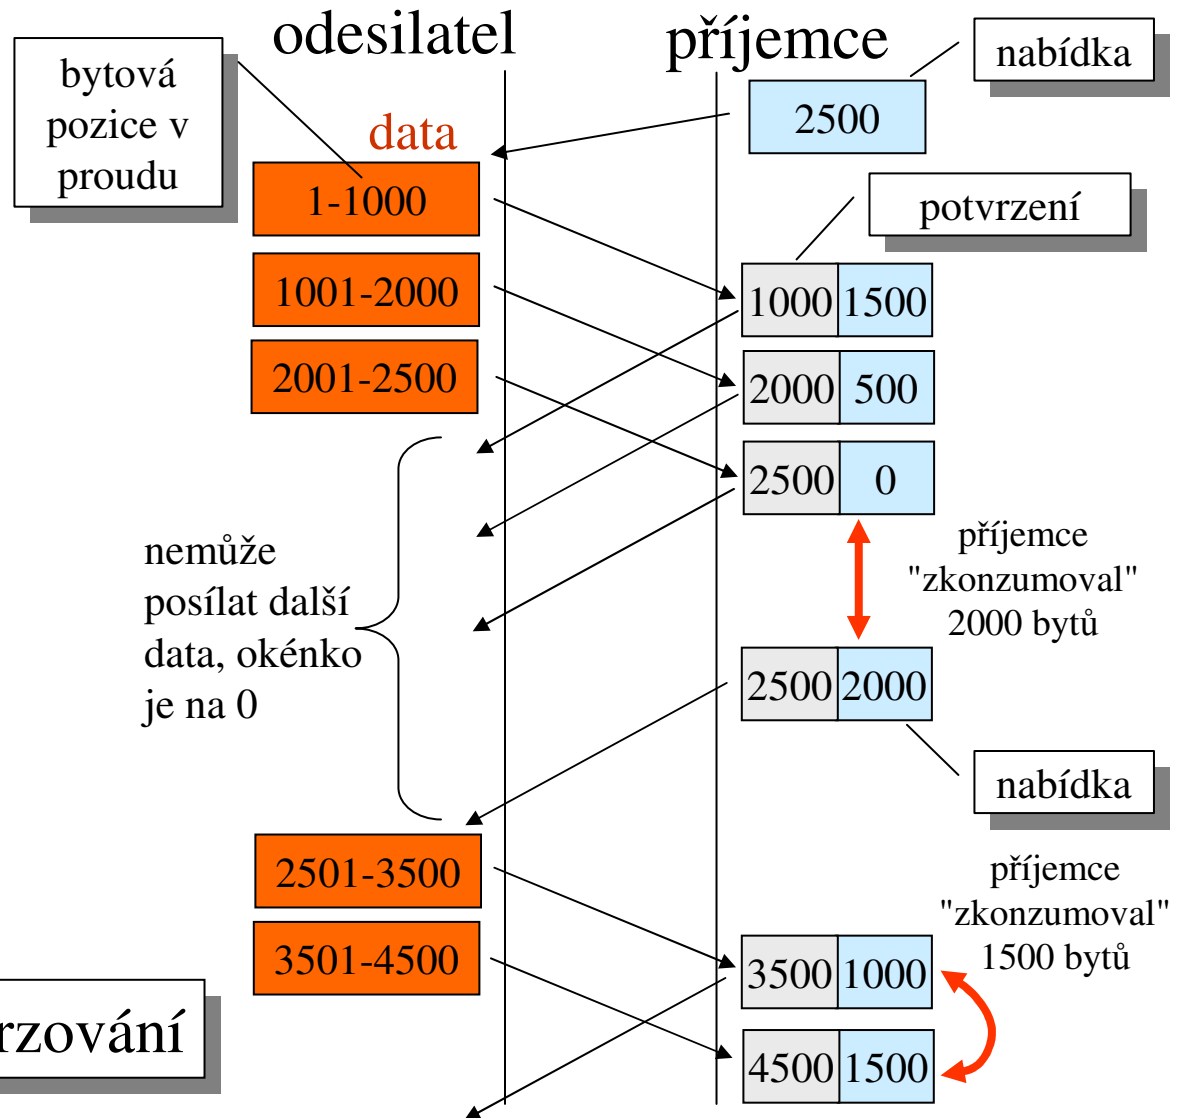 odesilatel
příjemce
nabídka
bytová
pozice v
proudu
2500
data
1-1000
potvrzení
1001-2000
1000 1500
2001-2500
2000 500
2500 0
nemůže
posílat další
data, okénko
je na 0
příjemce
"zkonzumoval"
2000 bytů
2500 2000
nabídka
2501-3500
příjemce
"zkonzumoval"
1500 bytů
3501-4500
3500 1000
rzování
4500 1500